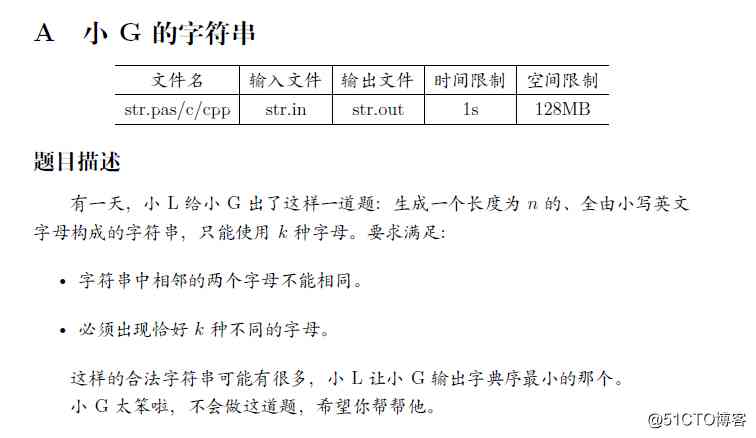 A 小 G 的字符串
文件名 输入文件 输出文件 时间限制 空间限制
str.pas/c/cpp str.in str.out 1s 128MB
题目描述
有一天，小 L 给小 G 出了这样一道题：生成一个长度为 n 的、全由小写英文
字母构成的字符串，只能使用 k 种字母。要求满足：
• 字符串中相邻的两个字母不能相同。
• 必须出现恰好 k 种不同的字母。
这样的合法字符串可能有很多，小 L 让小 G 输出字典序最小的那个。
小 G 太笨啦，不会做这道题，希望你帮帮他。
@51CTO博客